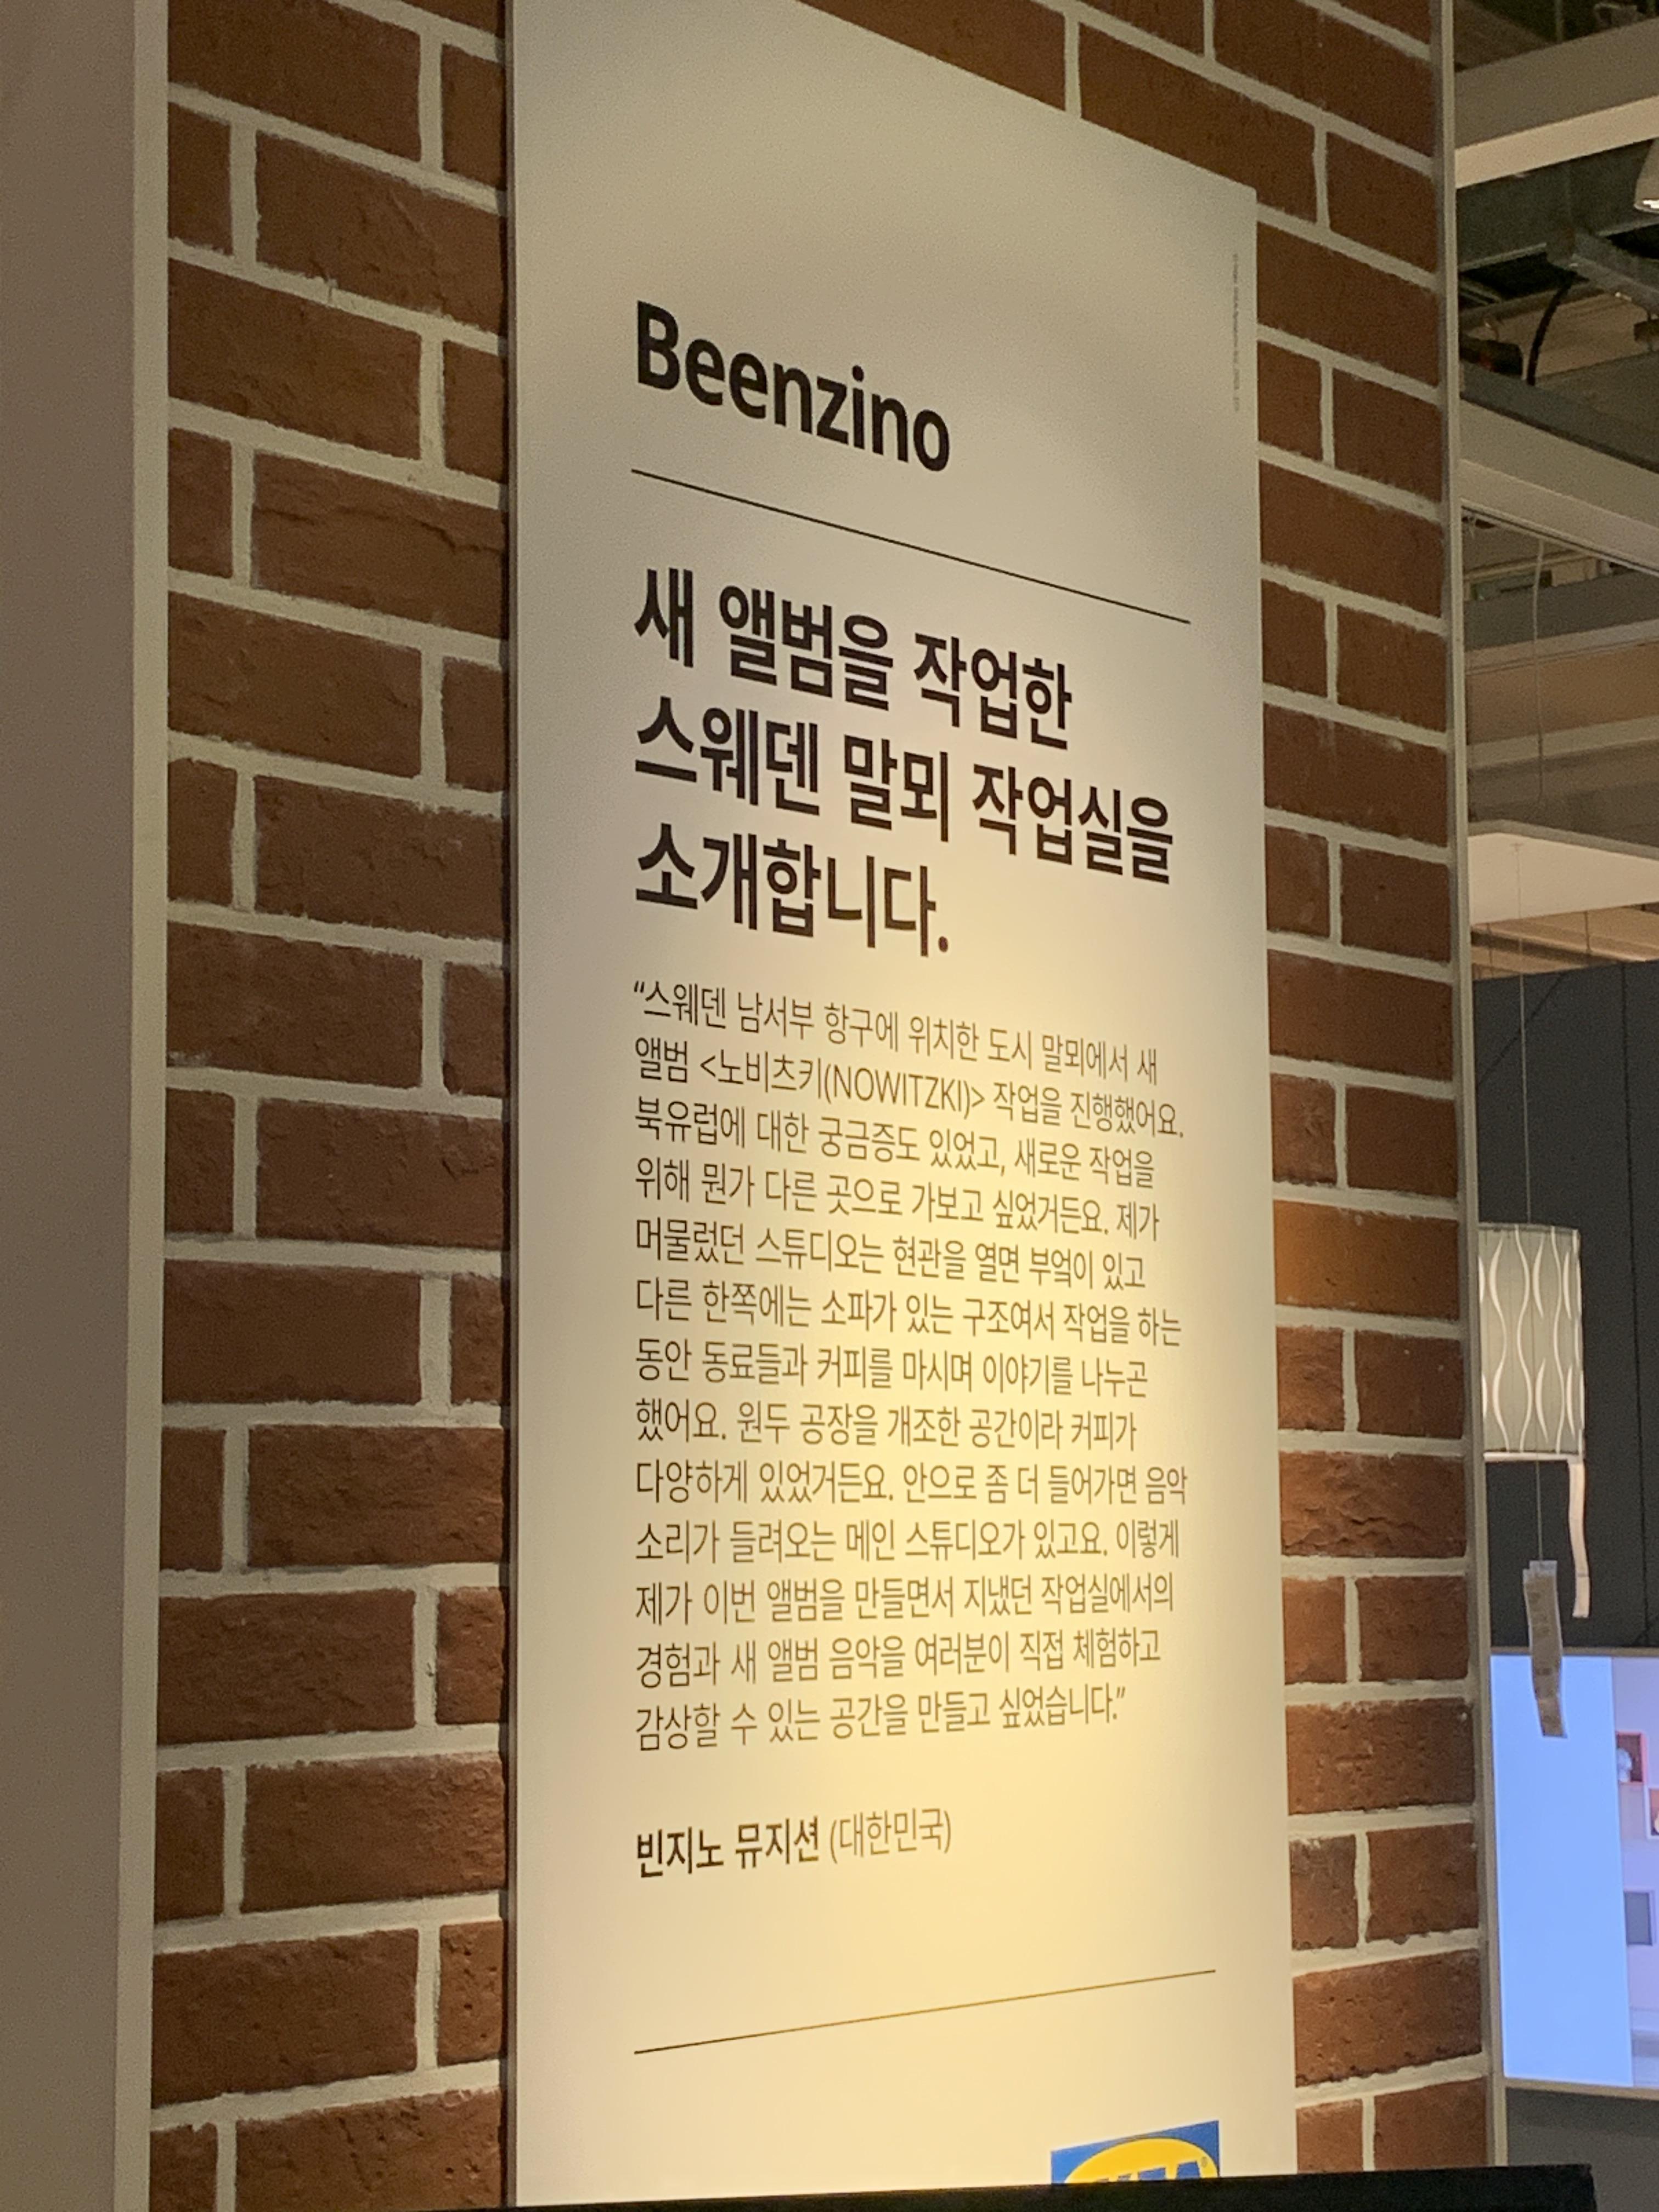 Beenzino
새 앨범을 작업한
스웨덴 말뫼 작업실을
소개합니다.
“스웨덴 남서부 항구에 위치한 도시 말뫼에서 새
앨범 <노비츠키(NOWITZKI)> 작업을 진행했어요.
북유럽에 대한 궁금증도 있었고, 새로운 작업을
위해 뭔가 다른 곳으로 가보고 싶었거든요. 제가
머물렀던 스튜디오는 현관을 열면 부엌이 있고
다른 한쪽에는 소파가 있는 구조여서 작업을 하는
동안 동료들과 커피를 마시며 이야기를 나누곤
했어요. 원두 공장을 개조한 공간이라 커피가
다양하게 있었거든요. 안으로 좀 더 들어가면 음악
소리가 들려오는 메인 스튜디오가 있고요. 이렇게
제가 이번 앨범을 만들면서 지냈던 작업실에서의
경험과 새 앨범 음악을 여러분이 직접 체험하고
감상할 수 있는 공간을 만들고 싶었습니다.”
빈지노 뮤지션 (대한민국)